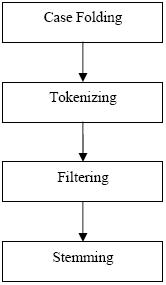 Case Folding
Tokenizing
Filtering
Stemming